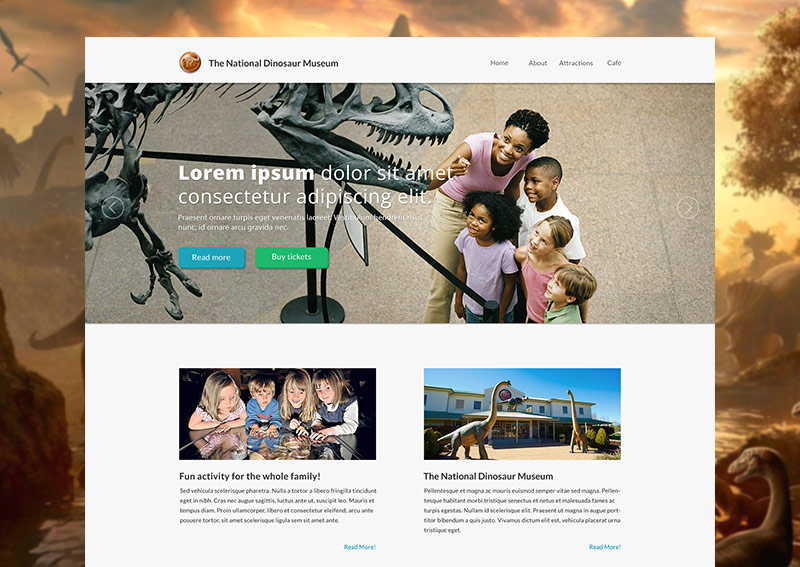 The National Dinosaur Museum
Home About Attractions Cafe
Lorem ipsum dolor sit amet
consectetur adipiscing elit.
Praesent ornare turpis eget venenatis laoreet. Vestibulum hendrerit risus
nunc, id ornare arcu gravida nec.
Read more
Buy tickets
Fun activity for the whole family!
Sed vehicula scelerisque pharetra. Nulla a tortor a libero fringilla tincidunt
eget in nibh. Cras nec augue sagittis, luctus ante ut, suscipit leo. Mauris et
tempus diam. Proin ullamcorper, libero et consectetur eleifend, arcu ante
posuere tortor, sit amet scelerisque ligula sem sit amet ante.
Read More!
The National Dinosaur Museum
Pellentesque et magna ac mauris euismod semper vitae sed magna. Pellen-
tesque habitant morbi tristique senectus et netus et malesuada fames ac
turpis egestas. Nullam id scelerisque elit. Praesent ut magna in augue port-
titor bibendum a quis justo. Vivamus dictum elit est, vehicula placerat urna
tristique eget.
Read More!